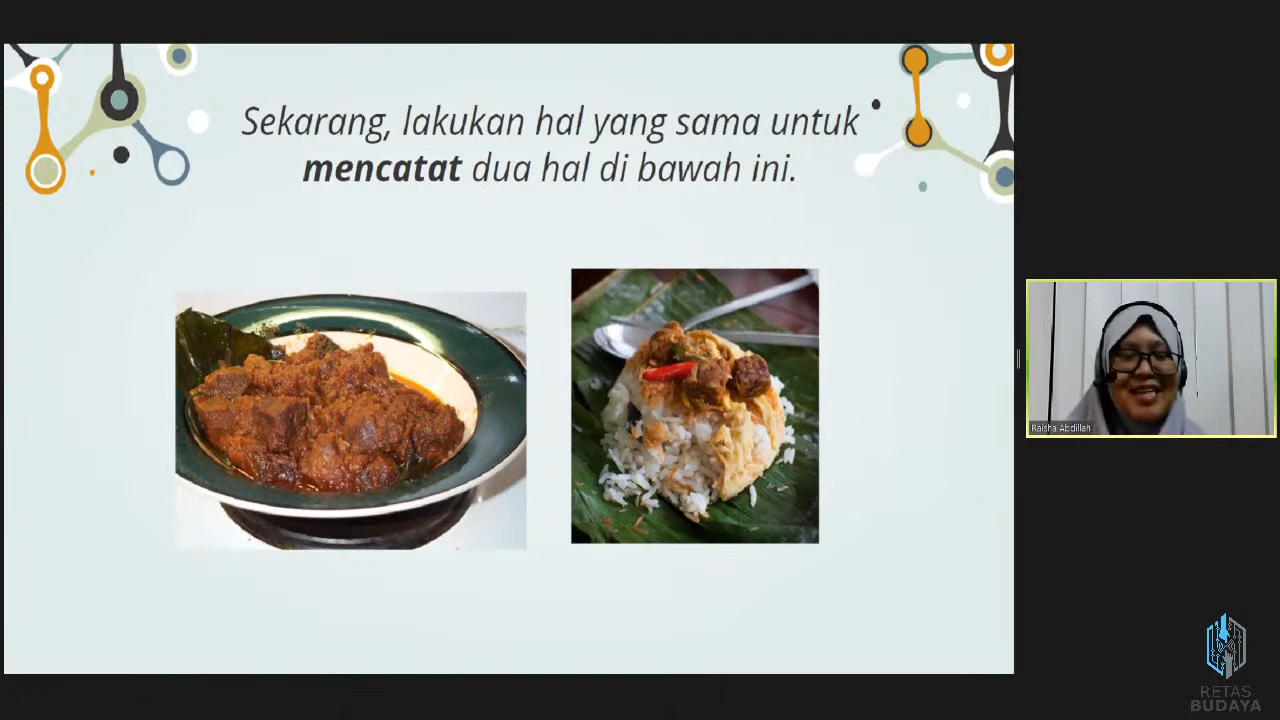 Sekarang, lakukan hal yang sama untuk
mencatat dua hal di bawah ini.
Raisha Abdillah
RETAS
BUDAYA